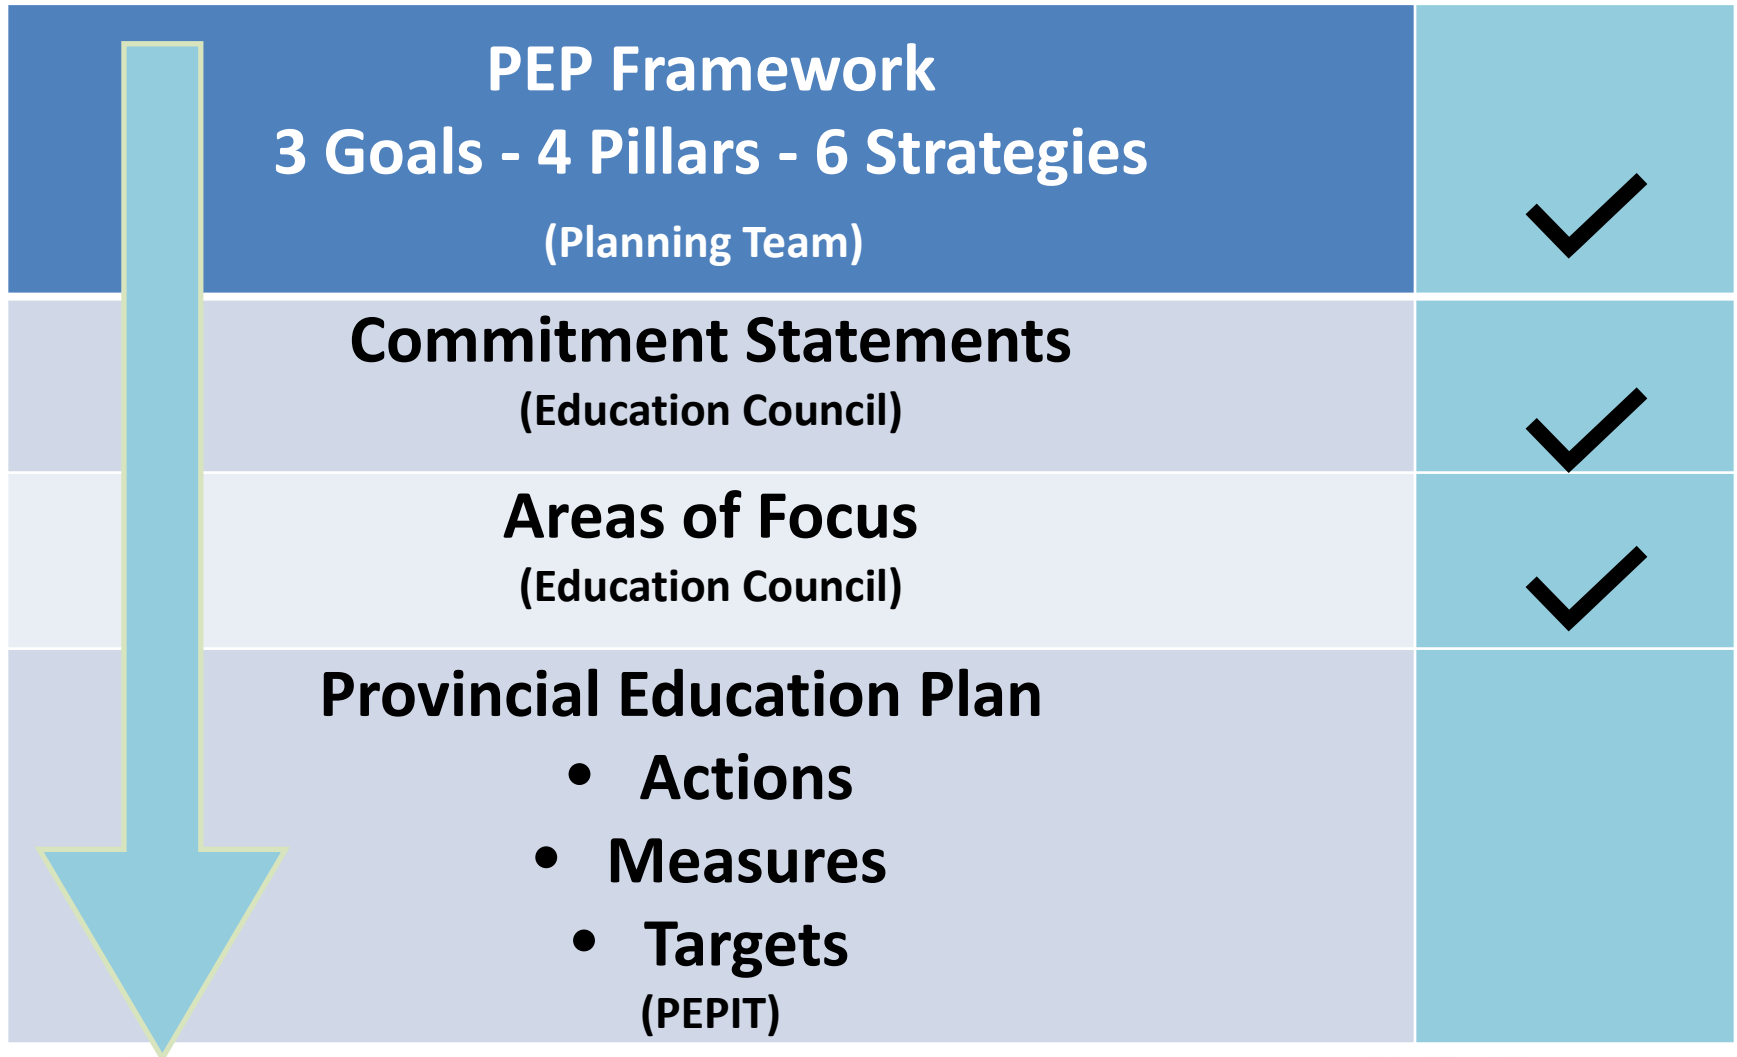 PEP Framework
3 Goals - 4 Pillars - 6 Strategies
(Planning Team)
Commitment Statements
(Education Council)
Areas of Focus
(Education Council)
Provincial Education Plan
• Actions
• Measures
• Targets
(PEPIT)